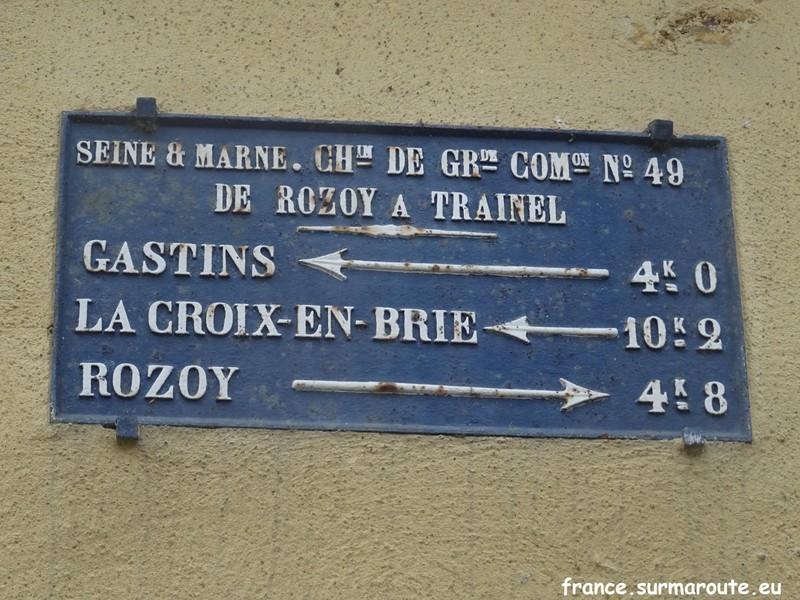 SEINE & MARNE. CHIN DE GRDE COMON NO 49
DE ROZOY A TRAINEL
GASTINS 4K 0
LA CROIX-EN-BRIE 10K 2
ROZOY 4K 8
france.surmaroute.eu